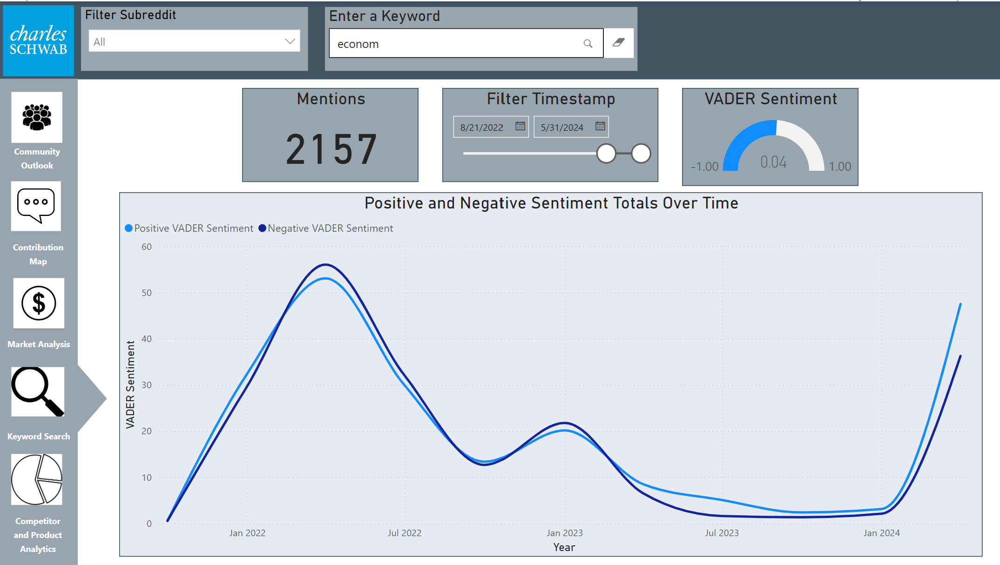 charles
SCHWAB
Filter Subreddit
All
Enter a Keyword
econom
Community
Outlook
Contribution
Map
Market Analysis
Keyword Search
Competitor
and Product
Analytics
Mentions
2157
Filter Timestamp
8/21/2022
5/31/2024
VADER Sentiment
-1.00
0.04
1.00
Positive and Negative Sentiment Totals Over Time
Positive VADER Sentiment
Negative VADER Sentiment
VADER Sentiment
60
50
40
30
20
10
0
Jan 2022
Jul 2022
Jan 2023
Jul 2023
Jan 2024
Year